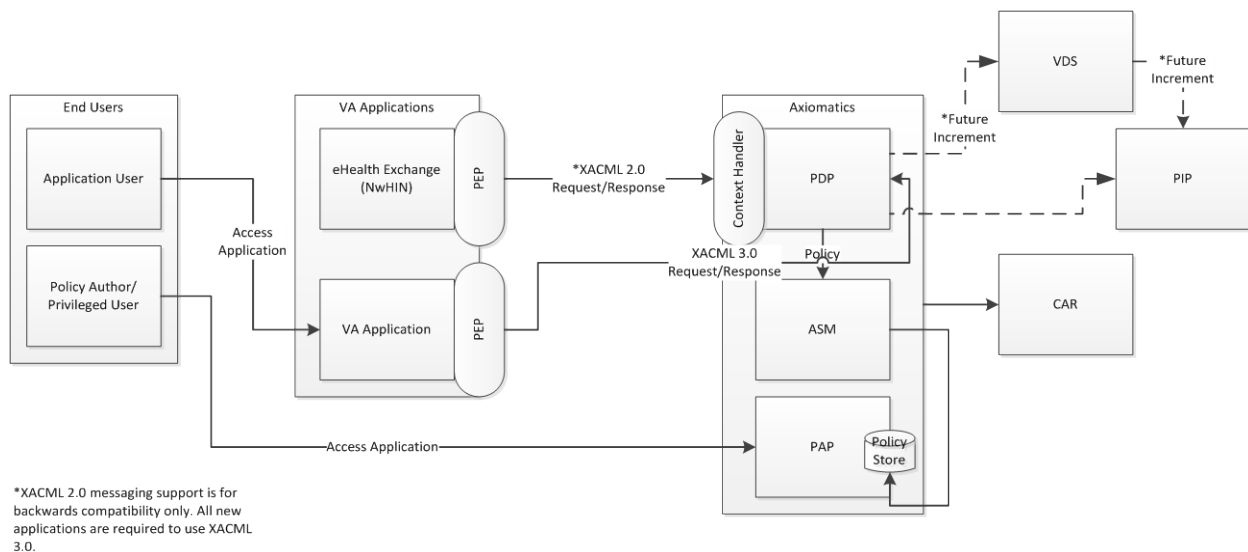 VDS
*Future
Increment
End Users
VA Applications
Axiomatics
*Future
Increment
Application User
eHealth Exchange
(NwHIN)
PEP
*XACML 2.0
Request/Response
Context Handler
PDP
PIP
Access
Application
Policy
XACML 3.0
Request/Response
Policy Author/
Privileged User
VA Application
PEP
ASM
CAR
Access Application
PAP
Policy
Store
*XACML 2.0 messaging support is for
backwards compatibility only. All new
applications are required to use XACML
3.0.